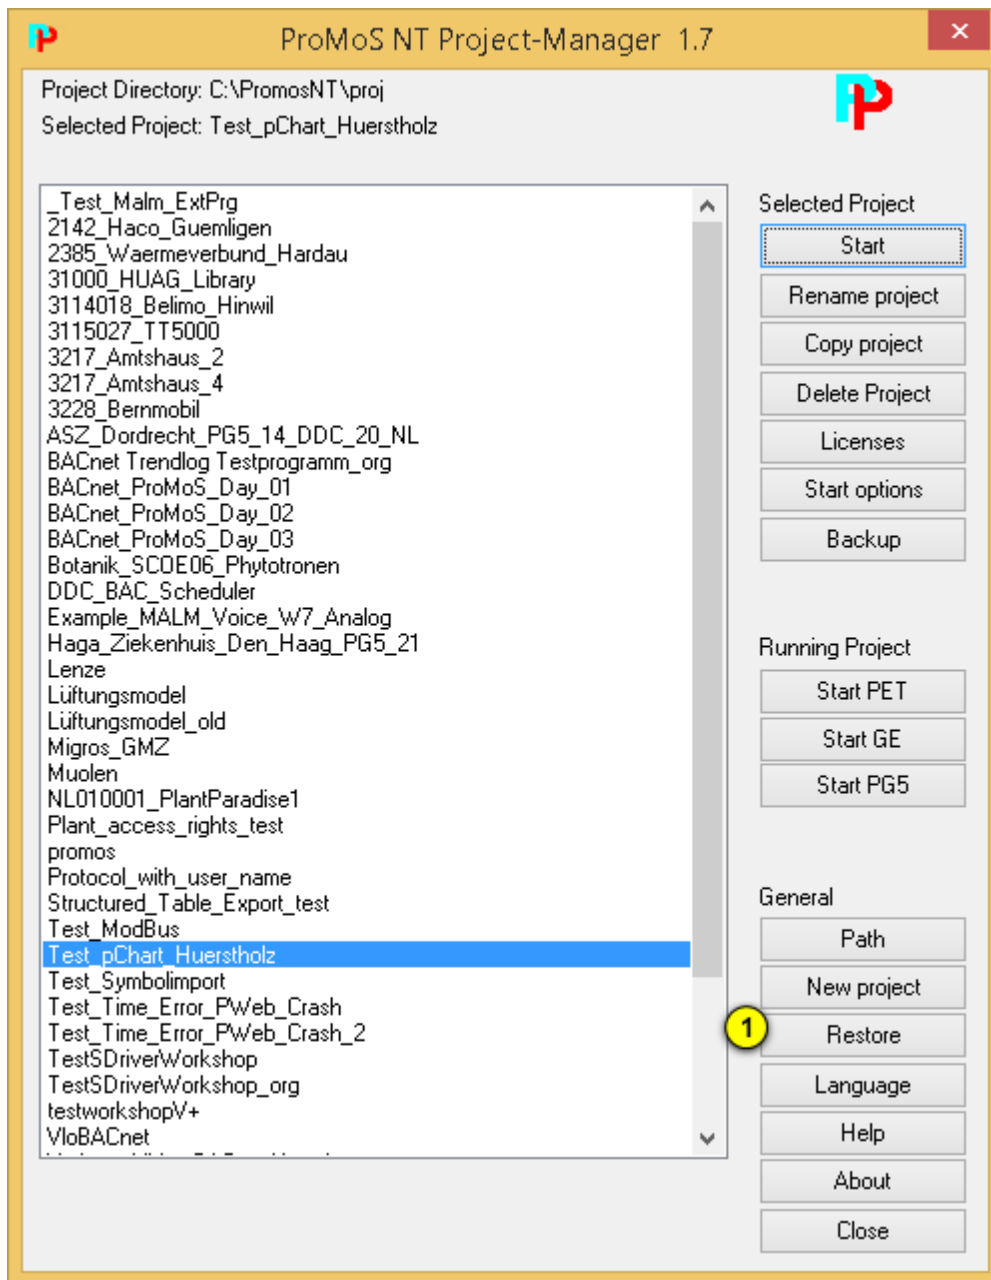 ProMoS NT Project-Manager 1.7
Project Directory: C:\PromosNT\proj
Selected Project: Test_pChart_Huerstholz
_Test_Malm_ExtPrg
2142_Haco_Guemligen
2385_Waermeverbund_Hardau
31000_HUAG_Library
3114018_Belimo_Hinwil
3115027_TT5000
3217_Amtshaus_2
3217_Amtshaus_4
3228_Bernmobil
ASZ_Dordrecht_PG5_14_DDC_20_NL
BACnet Trendlog Testprogramm_org
BACnet_ProMoS_Day_01
BACnet_ProMoS_Day_02
BACnet_ProMoS_Day_03
Botanik_SCOE06_Phytotronen
DDC_BAC_Scheduler
Example_MALM_Voice_W7_Analog
Haga_Ziekenhuis_Den_Haag_PG5_21
Lenze
Lüftungsmodel
Lüftungsmodel_old
Migros_GMZ
Muolen
NL010001_PlantParadise1
Plant_access_rights_test
promos
Protocol_with_user_name
Structured_Table_Export_test
Test_ModBus
Test_pChart_Huerstholz
Test_Symbolimport
Test_Time_Error_PWeb_Crash
Test_Time_Error_PWeb_Crash_2
TestSDriverWorkshop
TestSDriverWorkshop_org
testworkshopV+
VloBACnet
Selected Project
Start
Rename project
Copy project
Delete Project
Licenses
Start options
Backup
Running Project
Start PET
Start GE
Start PG5
General
Path
New project
1
Restore
Language
Help
About
Close